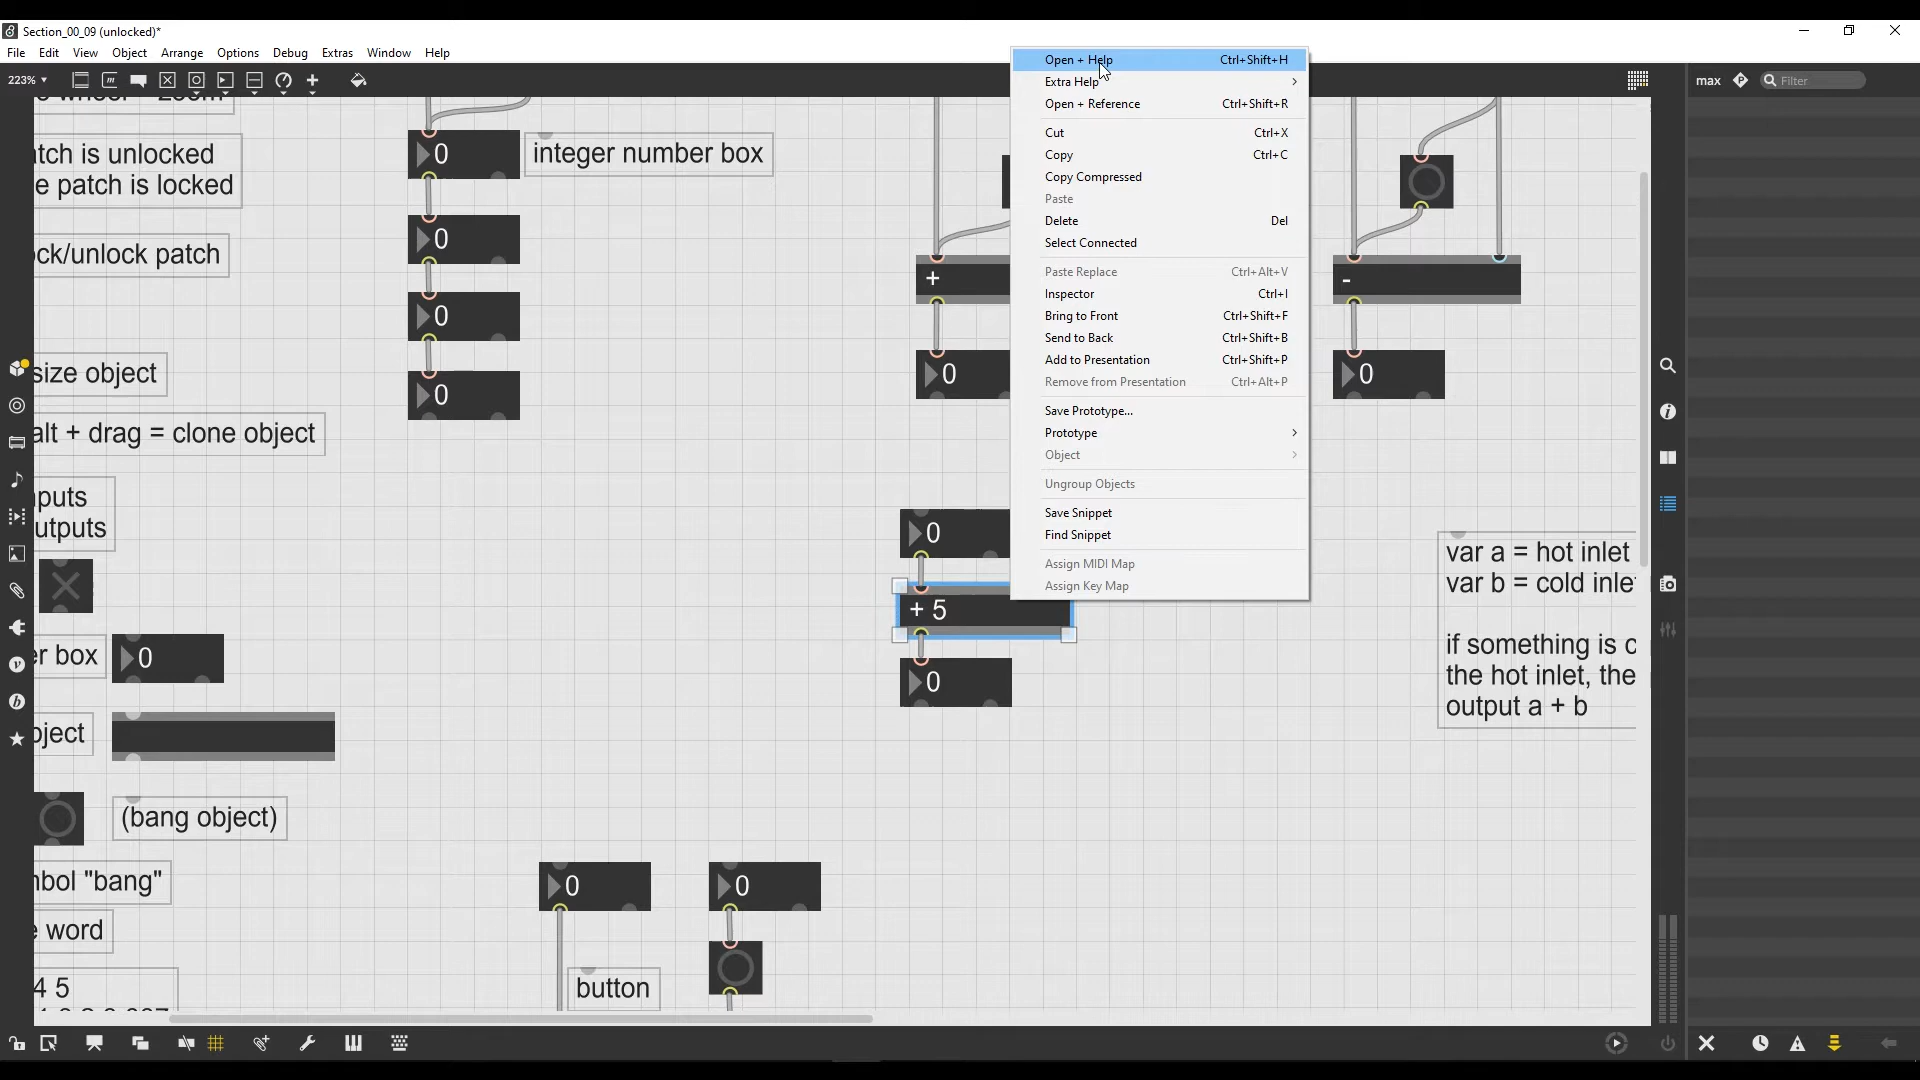 Section_00_09 (unlocked)*
File Edit View Object Arrange Options Debug Extras Window Help
223%
max
Filter
patch is unlocked
e patch is locked
ock/unlock patch
size object
alt + drag = clone object
nputs
utputs
er box
0
bject
(bang object)
mbol "bang"
e word
4 5
0
integer number box
0
0
0
+
0
-
0
0
+ 5
0
0
0
button
var a = hot inlet
var b = cold inlet
if something is c
the hot inlet, the
output a + b
Open + Help Ctrl+Shift+H
Extra Help
Open + Reference Ctrl+Shift+R
Cut Ctrl+X
Copy Ctrl+C
Copy Compressed
Paste
Delete Del
Select Connected
Paste Replace Ctrl+Alt+V
Inspector Ctrl+I
Bring to Front Ctrl+Shift+F
Send to Back Ctrl+Shift+B
Add to Presentation Ctrl+Shift+P
Remove from Presentation Ctrl+Alt+P
Save Prototype...
Prototype
Object
Ungroup Objects
Save Snippet
Find Snippet
Assign MIDI Map
Assign Key Map